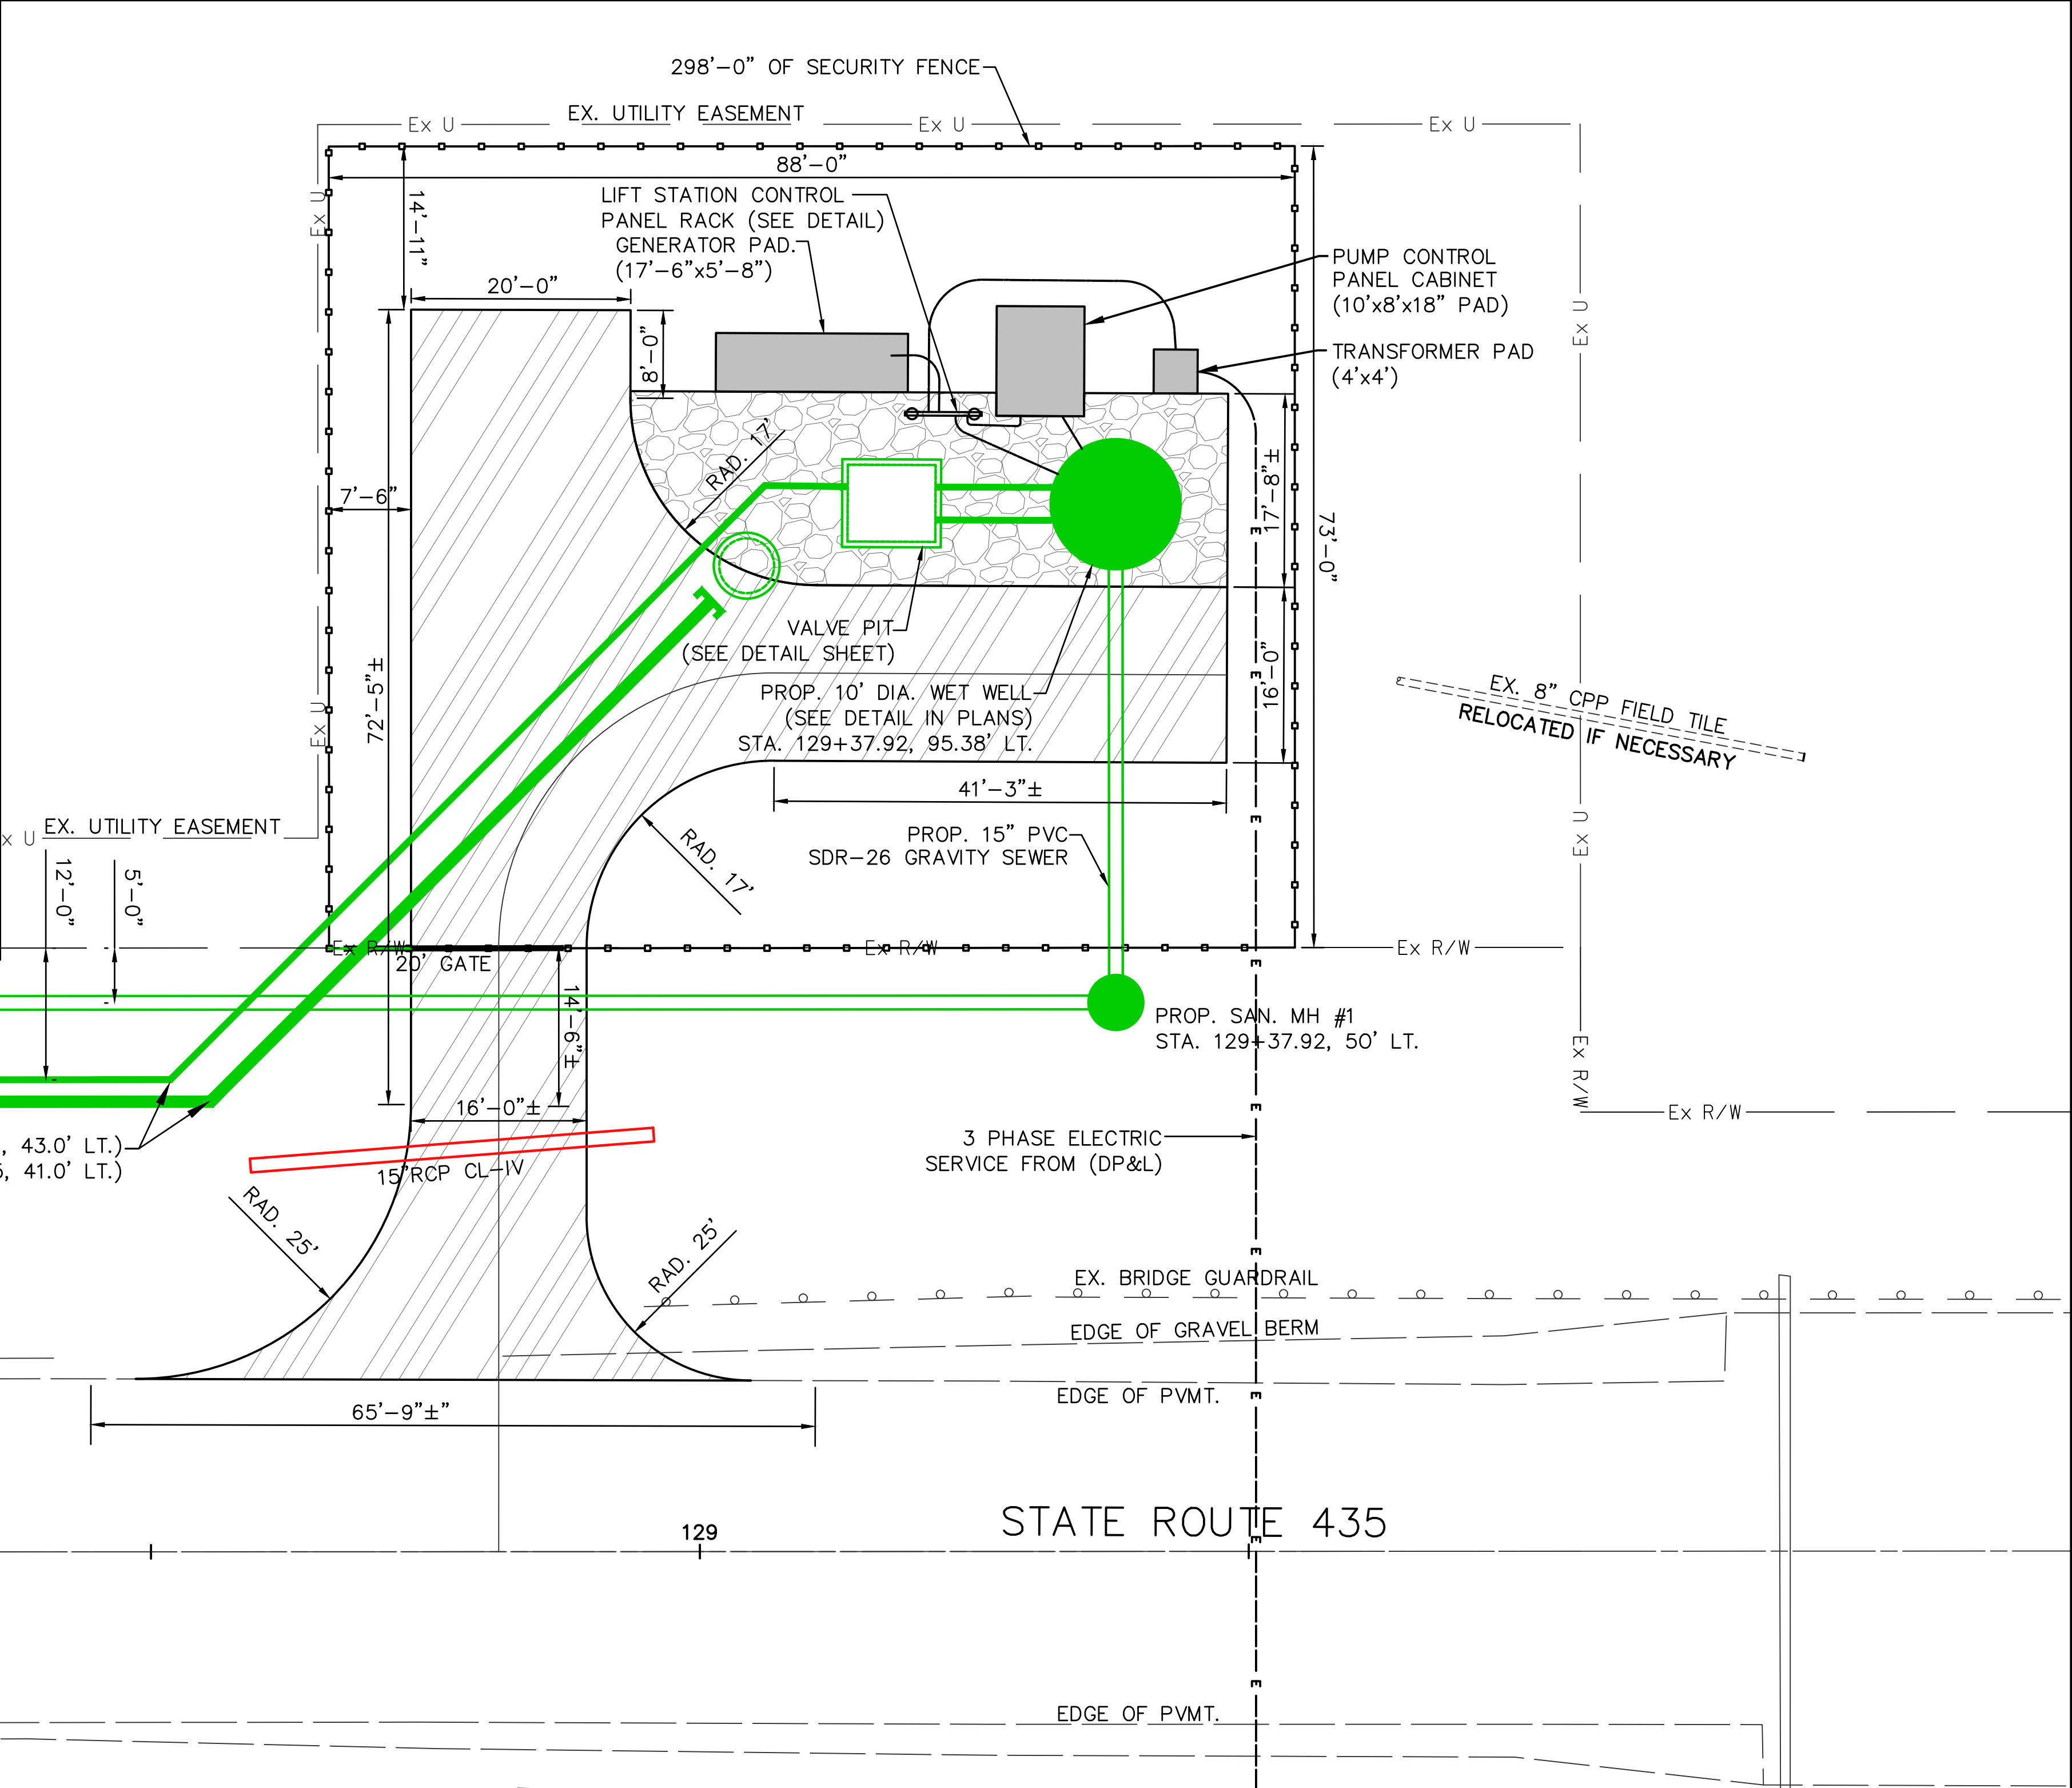 298'-0" OF SECURITY FENCE
EX. UTILITY EASEMENT
Ex U
Ex U
Ex U
88'-0"
14'-11"
Ex U
LIFT STATION CONTROL
PANEL RACK (SEE DETAIL)
GENERATOR PAD.
(17'-6"x5'-8")
PUMP CONTROL
PANEL CABINET
(10'x8'x18" PAD)
TRANSFORMER PAD
(4'x4')
Ex U
20'-0"
8'-0"
RAD. 17'
7'-6"
17'-8"±
73'-0"
E
VALVE PIT
(SEE DETAIL SHEET)
PROP. 10' DIA. WET WELL
(SEE DETAIL IN PLANS)
STA. 129+37.92, 95.38' LT.
72'-5"±
Ex U
16'-0"
E
EX. 8" CPP FIELD TILE
RELOCATED IF NECESSARY
41'-3"±
E
Ex U
x U
EX. UTILITY EASEMENT
PROP. 15" PVC
SDR-26 GRAVITY SEWER
RAD. 17'
12'-0"
5'-0"
Ex R/W
Ex R/W
Ex R/W
20' GATE
E
14'-6"±
PROP. SAN. MH #1
STA. 129+37.92, 50' LT.
Ex R/W
Ex R/W
16'-0"±
E
, 43.0' LT.)
, 41.0' LT.)
15"RCP CL-IV
3 PHASE ELECTRIC
SERVICE FROM (DP&L)
RAD. 25'
RAD. 25'
E
EX. BRIDGE GUARDRAIL
EDGE OF GRAVEL BERM
EDGE OF PVMT.
E
65'-9"±"
STATE ROUTE 435
129
E
E
EDGE OF PVMT.